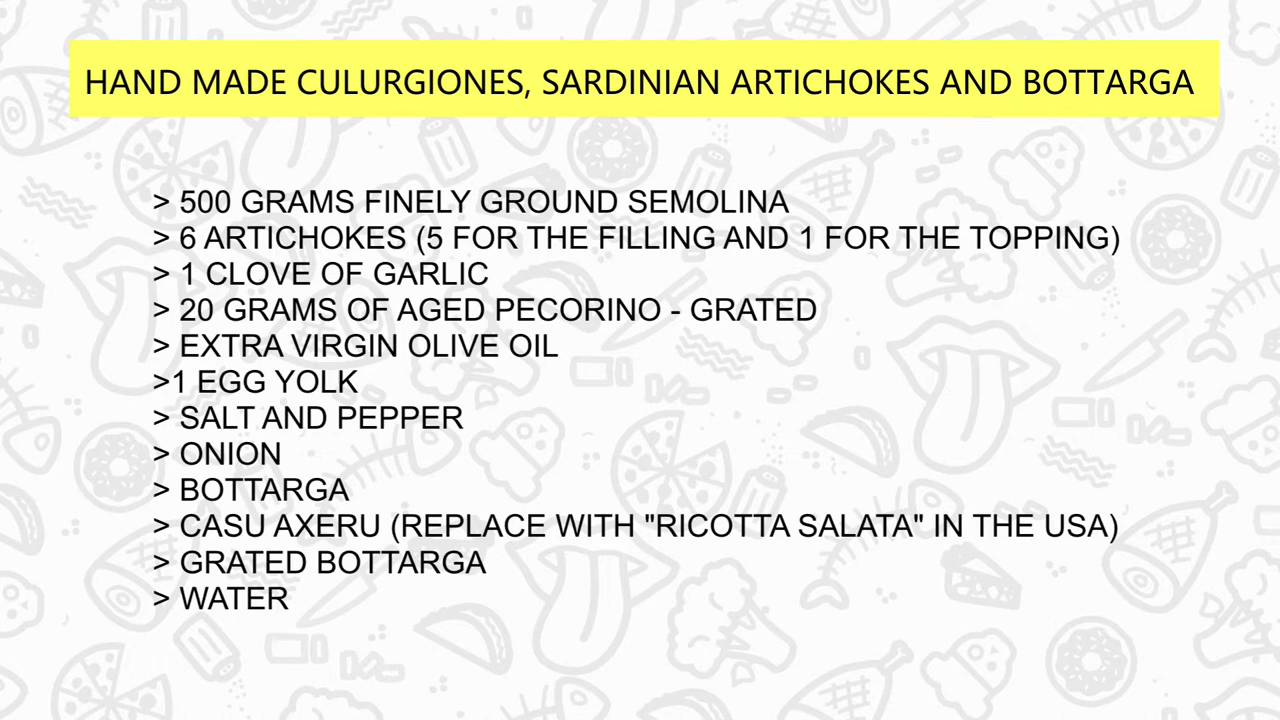 HAND MADE CULURGIONES, SARDINIAN ARTICHOKES AND BOTTARGA
> 500 GRAMS FINELY GROUND SEMOLINA
> 6 ARTICHOKES (5 FOR THE FILLING AND 1 FOR THE TOPPING)
> 1 CLOVE OF GARLIC
> 20 GRAMS OF AGED PECORINO - GRATED
> EXTRA VIRGIN OLIVE OIL
>1 EGG YOLK
> SALT AND PEPPER
> ONION
> BOTTARGA
> CASU AXERU (REPLACE WITH "RICOTTA SALATA" IN THE USA)
> GRATED BOTTARGA
> WATER